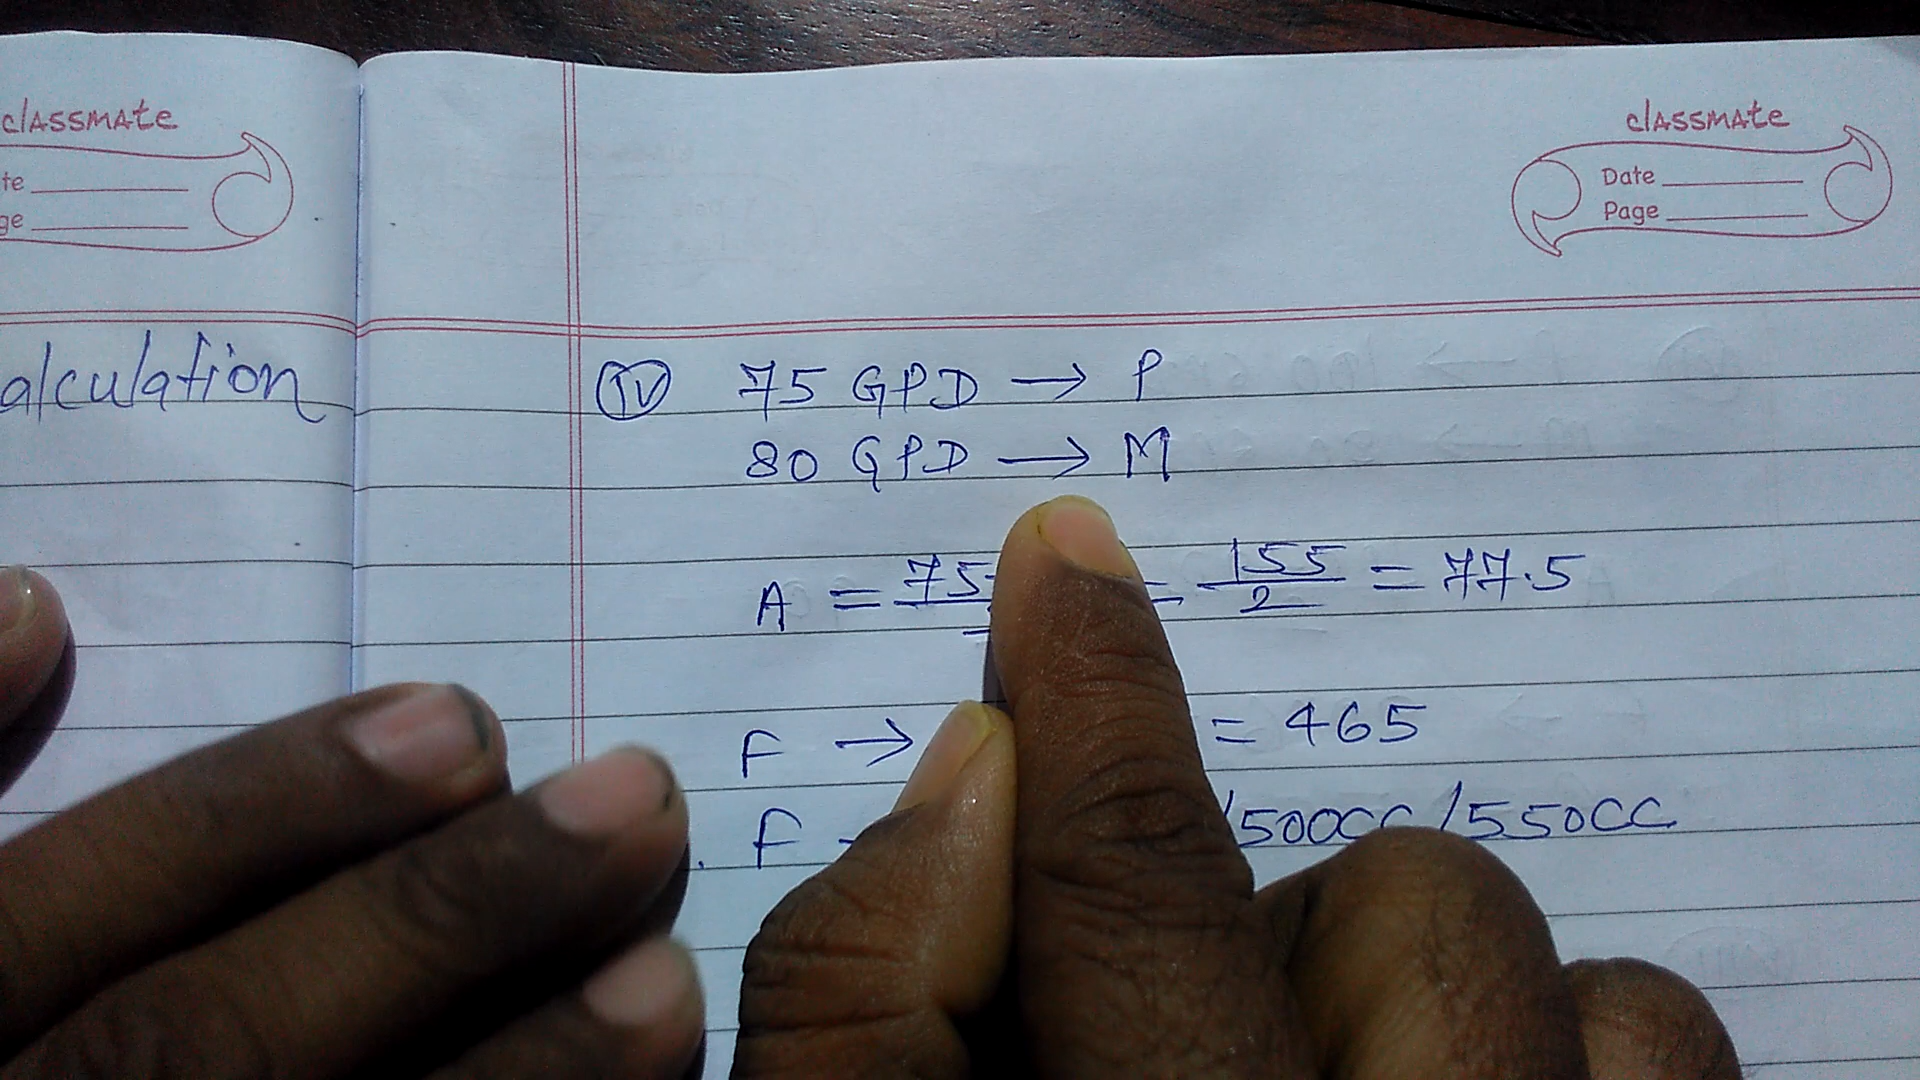 classmate
te
ge
alculation
classmate
Date
Page
IV 75 GPD → P
80 GPD → M
A = 75 = 155/2 = 77.5
F → = 465
F /500CC/550CC